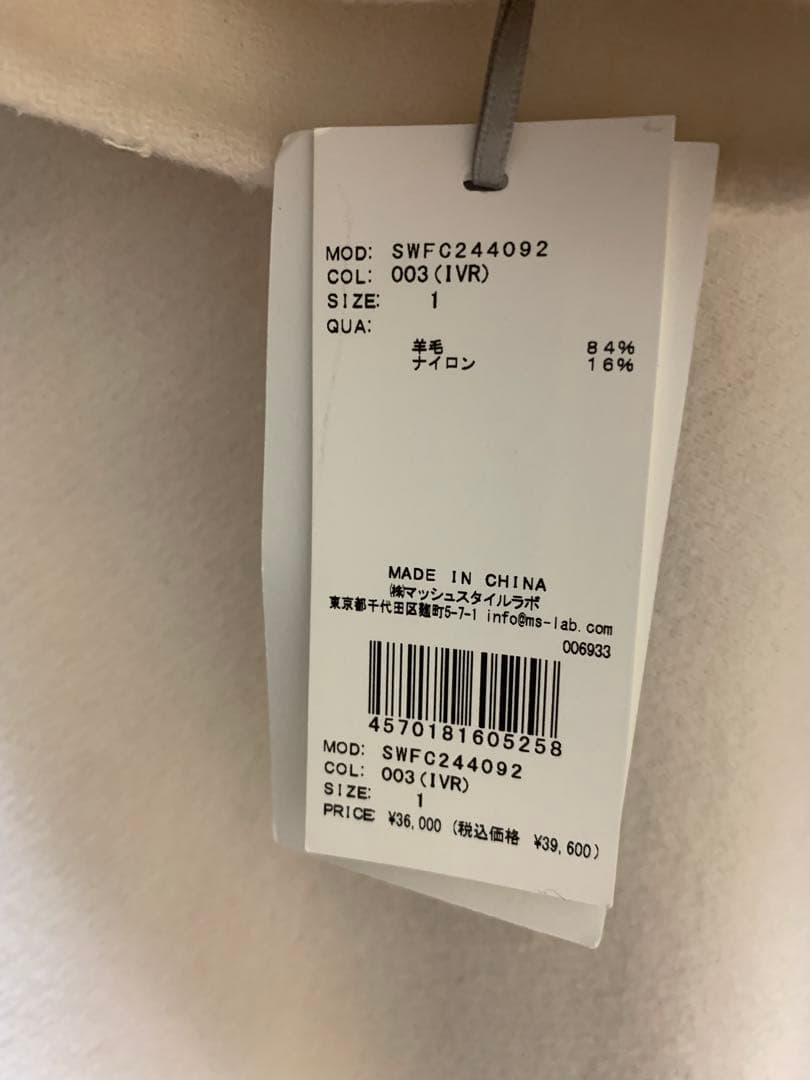 MOD: SWFC244092
COL: 003(IVR)
SIZE: 1
QUA:
羊毛 84%
ナイロン 16%
MADE IN CHINA
㈱マッシュスタイルラボ
東京都千代田区麹町5-7-1 info@ms-lab.com
006933
4570181605258
MOD: SWFC244092
COL: 003(IVR)
SIZE: 1
PRICE: ¥36,000 (税込価格 ¥39,600)